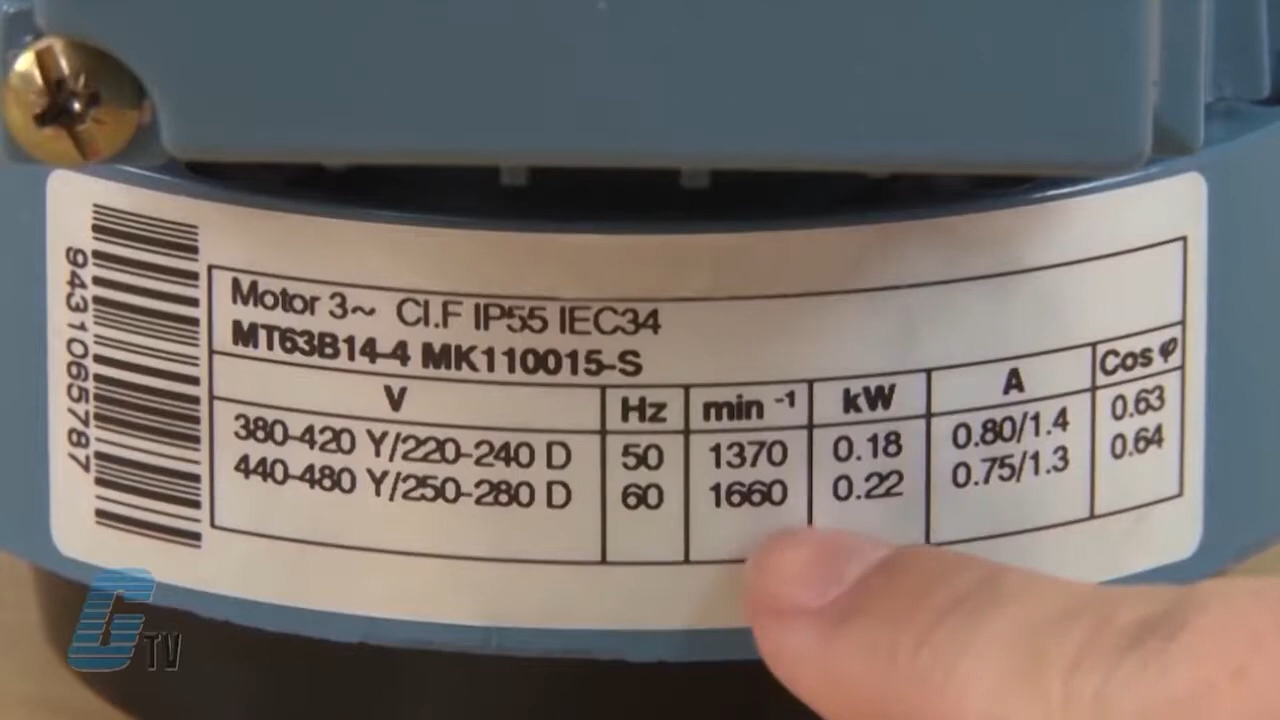 9431065787
Motor 3~ Cl.F IP55 IEC34
MT63B14-4 MK110015-S
V Hz min -1 kW A Cos φ
380-420 Y/220-240 D 50 1370 0.18 0.80/1.4 0.63
440-480 Y/250-280 D 60 1660 0.22 0.75/1.3 0.64
G TV